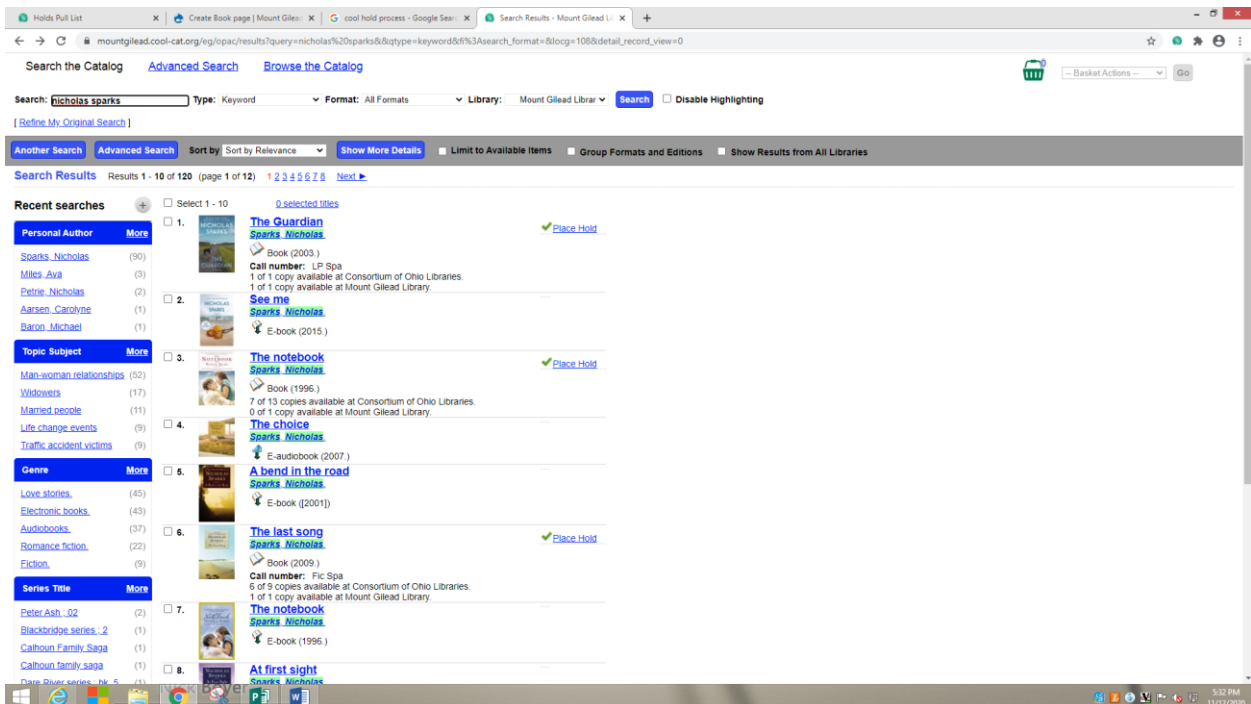 Holds Pull List
Create Book page | Mount Gilea
cool hold process - Google Sear
Search Results - Mount Gilead Li
mountgilead.cool-cat.org/eg/opac/results?query=nicholas%20sparks&&qtype=keyword&fi%3Asearch_format=&locg=108&detail_record_view=0
Search the Catalog Advanced Search Browse the Catalog
0
-- Basket Actions -- Go
Search: nicholas sparks Type: Keyword Format: All Formats Library: Mount Gilead Librar Search Disable Highlighting
[ Refine My Original Search ]
Another Search Advanced Search Sort by Sort by Relevance Show More Details Limit to Available Items Group Formats and Editions Show Results from All Libraries
Search Results Results 1 - 10 of 120 (page 1 of 12) 1 2 3 4 5 6 7 8 Next ►
Recent searches +
Personal Author More
Sparks, Nicholas (90)
Miles, Ava (3)
Petrie, Nicholas (2)
Aarsen, Carolyne (1)
Baron, Michael (1)
Topic Subject More
Man-woman relationships (52)
Widowers (17)
Married people (11)
Life change events (9)
Traffic accident victims (9)
Genre More
Love stories. (45)
Electronic books. (43)
Audiobooks. (37)
Romance fiction. (22)
Fiction. (9)
Series Title More
Peter Ash ; 02 (2)
Blackbridge series ; 2 (1)
Calhoun Family Saga (1)
Calhoun family saga (1)
Dare River series ; bk. 5 (1)
Select 1 - 10 0 selected titles
1. The Guardian
Sparks, Nicholas.
Place Hold
Book (2003.)
Call number: LP Spa
1 of 1 copy available at Consortium of Ohio Libraries.
1 of 1 copy available at Mount Gilead Library.
2. See me
Sparks, Nicholas.
E-book (2015.)
3. The notebook
Sparks, Nicholas.
Place Hold
Book (1996.)
7 of 13 copies available at Consortium of Ohio Libraries.
0 of 1 copy available at Mount Gilead Library.
4. The choice
Sparks, Nicholas.
E-audiobook (2007.)
5. A bend in the road
Sparks, Nicholas.
E-book ([2001])
6. The last song
Sparks, Nicholas.
Place Hold
Book (2009.)
Call number: Fic Spa
6 of 9 copies available at Consortium of Ohio Libraries.
1 of 1 copy available at Mount Gilead Library.
7. The notebook
Sparks, Nicholas.
E-book (1996.)
8. At first sight
Sparks, Nicholas.
5:32 PM
11/12/2020